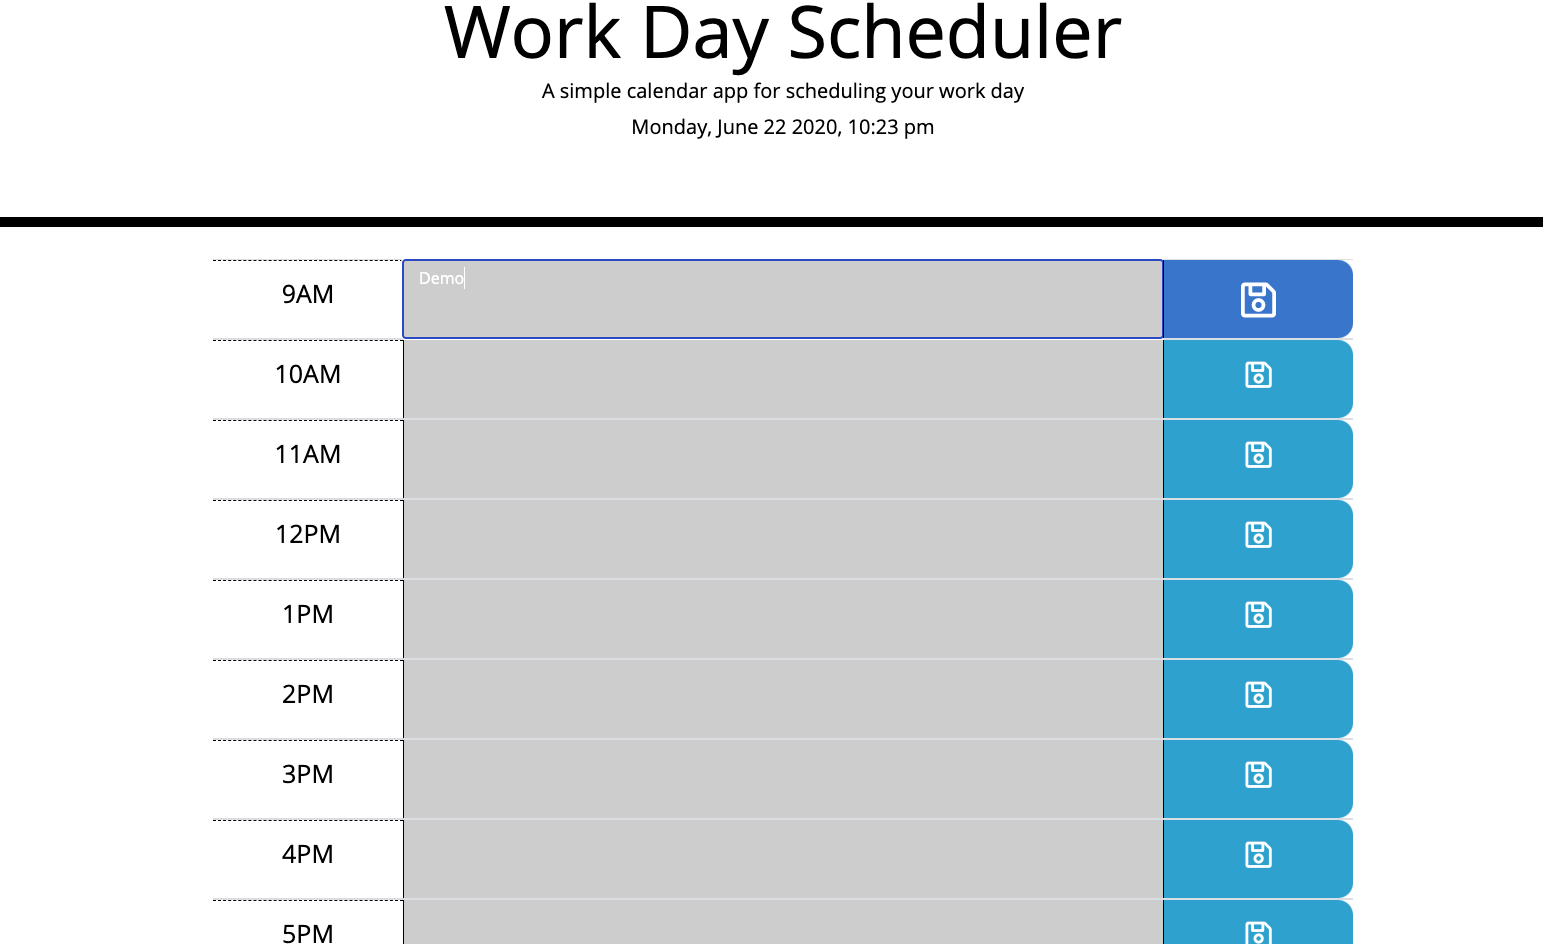 Work Day Scheduler
A simple calendar app for scheduling your work day
Monday, June 22 2020, 10:23 pm
9AM
Demo
10AM
11AM
12PM
1PM
2PM
3PM
4PM
5PM